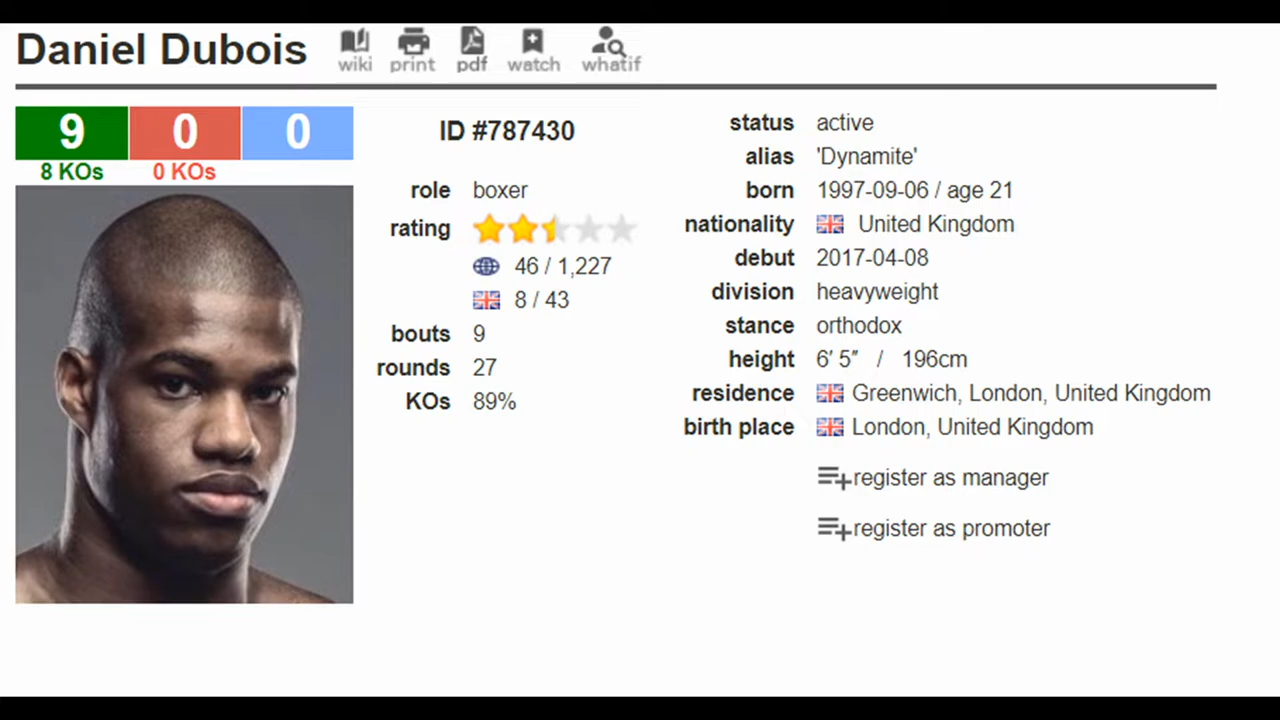 Daniel Dubois
wiki print pdf watch whatif
9 0 0
8 KOs 0 KOs
ID #787430
role boxer
rating
46 / 1,227
8 / 43
bouts 9
rounds 27
KOs 89%
status active
alias 'Dynamite'
born 1997-09-06 / age 21
nationality United Kingdom
debut 2017-04-08
division heavyweight
stance orthodox
height 6′ 5″ / 196cm
residence Greenwich, London, United Kingdom
birth place London, United Kingdom
register as manager
register as promoter